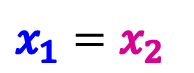 x₁ = x₂